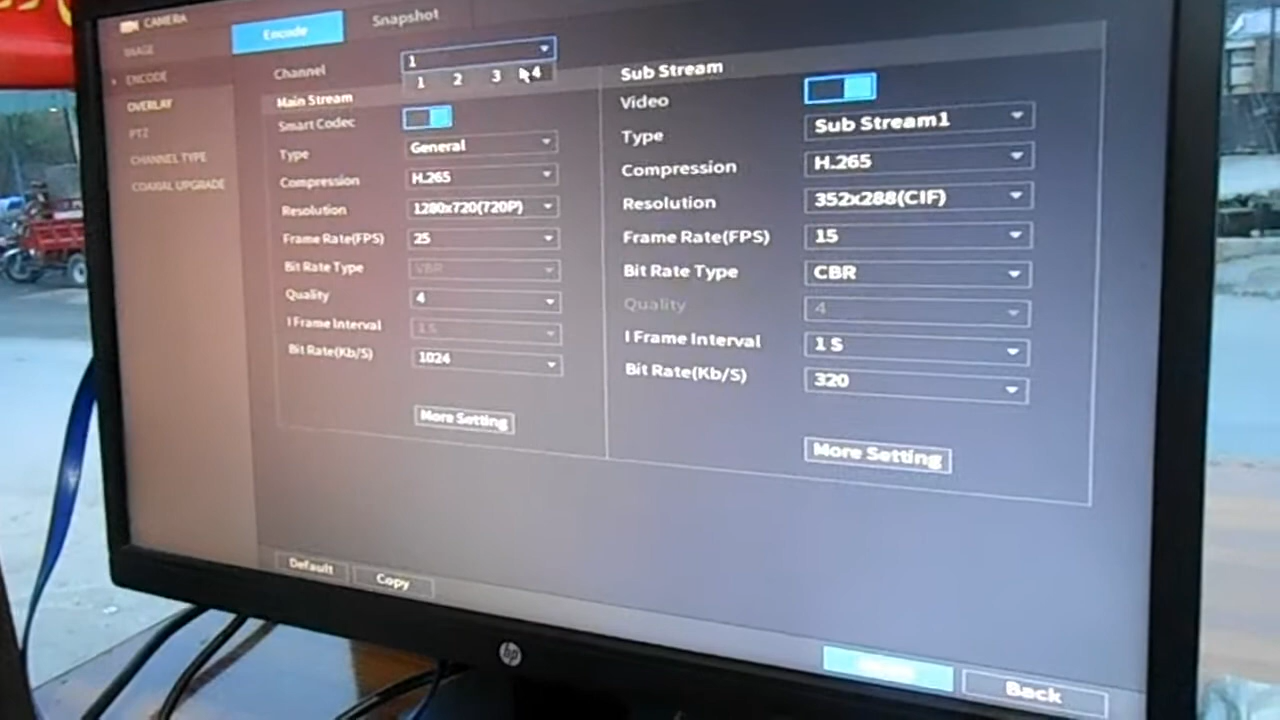 CAMERA
Encode
Snapshot
IMAGE
ENCODE
OVERLAY
PTZ
CHANNEL TYPE
COAXIAL UPGRADE
Channel
1
1 2 3 4
Main Stream
Smart Codec
Type
General
Compression
H.265
Resolution
1280x720(720P)
Frame Rate(FPS)
25
Bit Rate Type
VBR
Quality
4
I Frame Interval
1 S
Bit Rate(Kb/S)
1024
More Setting
Sub Stream
Video
Type
Sub Stream1
Compression
H.265
Resolution
352x288(CIF)
Frame Rate(FPS)
15
Bit Rate Type
CBR
Quality
4
I Frame Interval
1 S
Bit Rate(Kb/S)
320
More Setting
Default
Copy
Back
hp